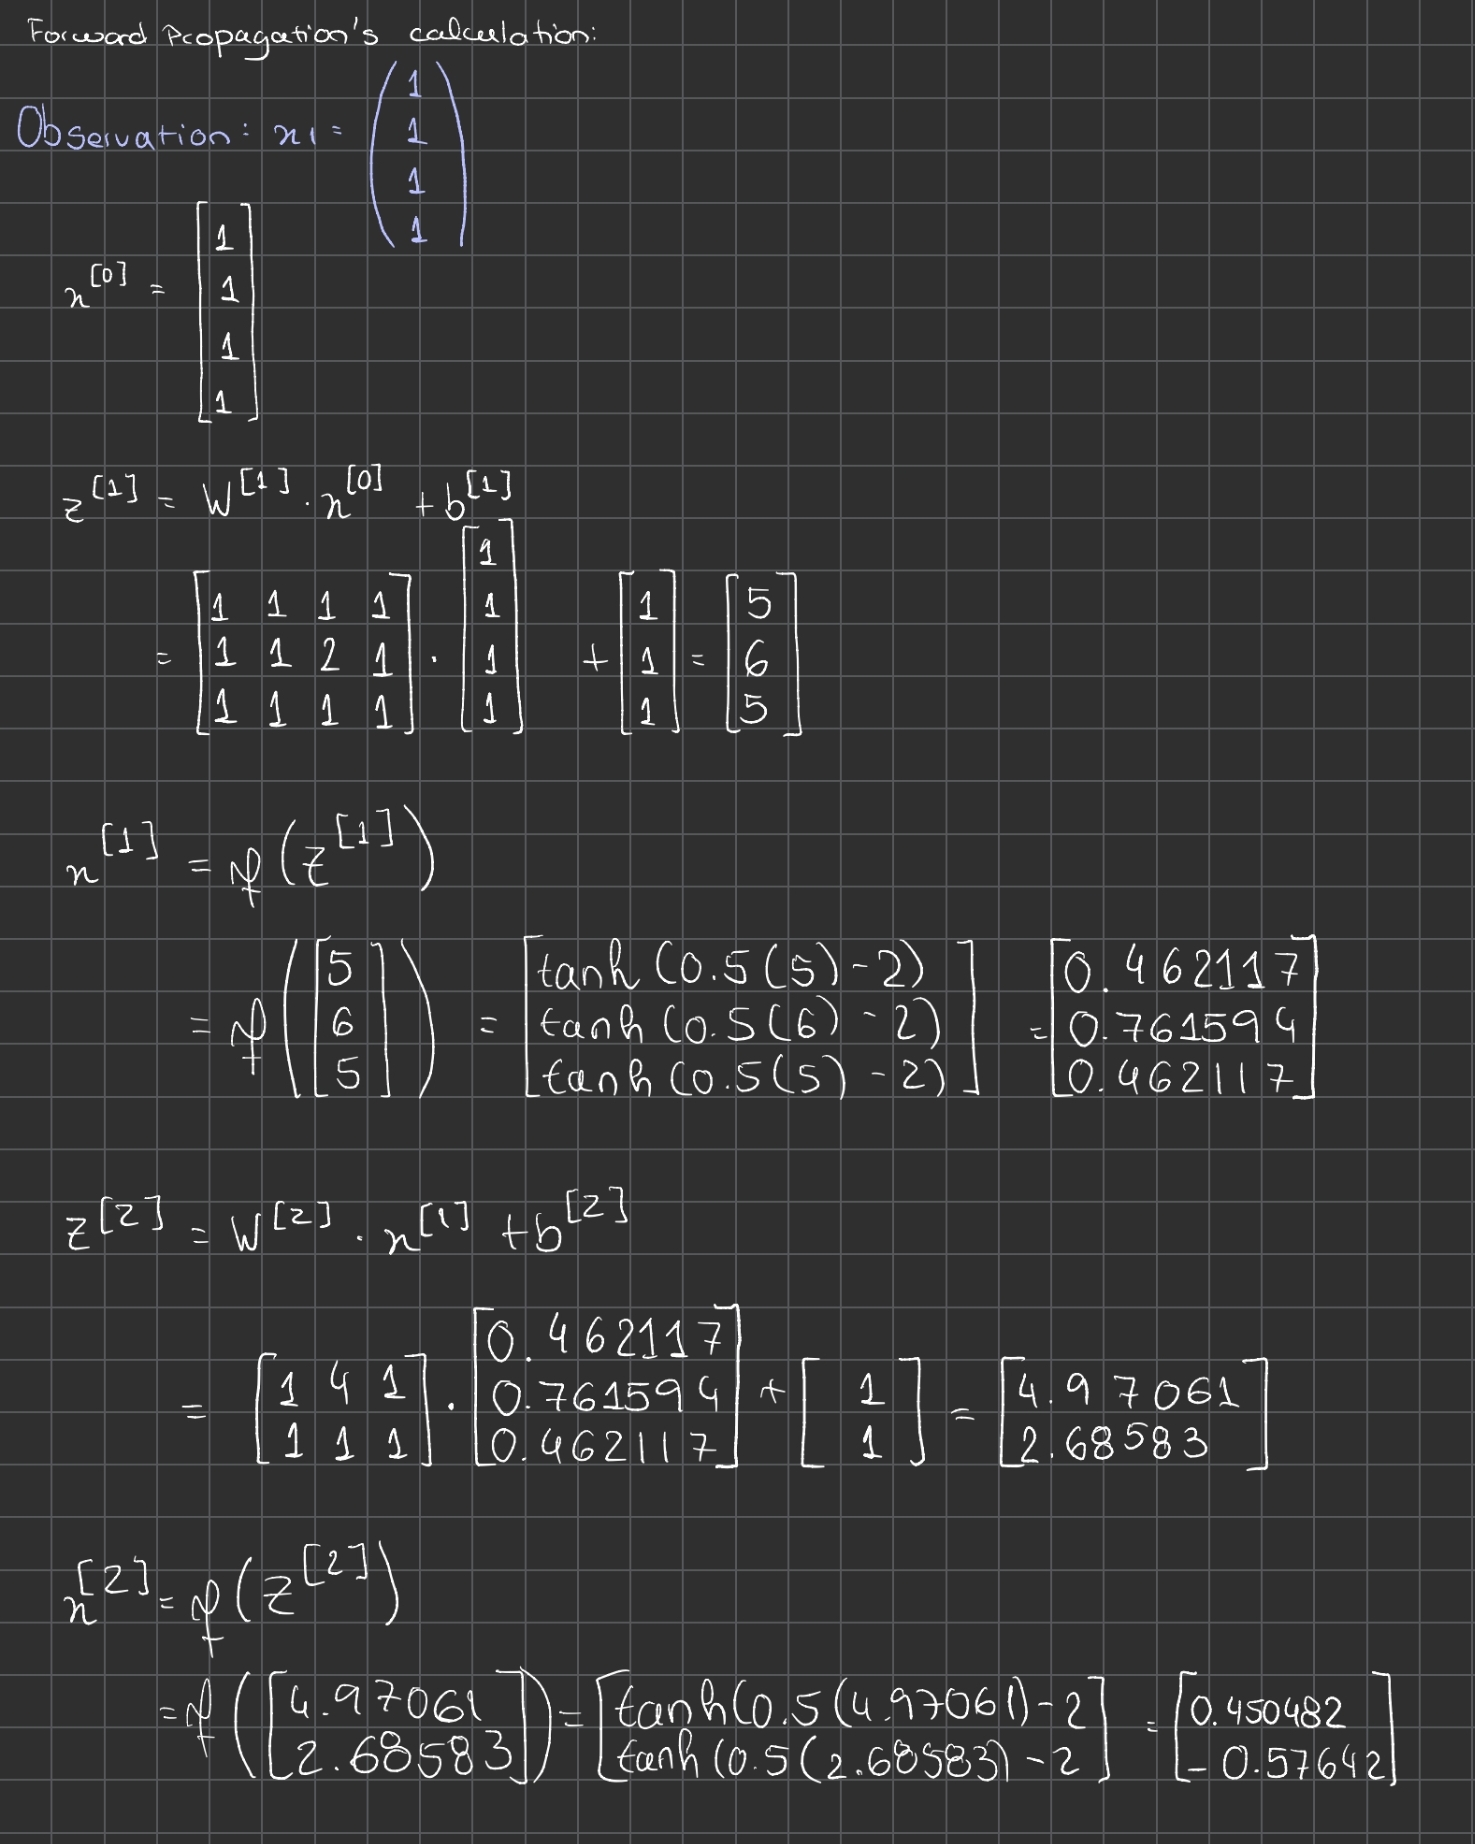 Forward Propagation's calculation:
Observation: x1 = (1
1
1
1)
x^[0] = [1
1
1
1]
z^[1] = W^[1] . x^[0] + b^[1]
= [1 1 1 1
1 1 2 1
1 1 1 1] . [1
1
1
1] + [1
1
1] = [5
6
5]
x^[1] = f(z^[1])
= f([5
6
5]) = [tanh(0.5(5)-2)
tanh(0.5(6)-2)
tanh(0.5(5)-2)] = [0.462117
0.761594
0.462117]
z^[2] = W^[2] . x^[1] + b^[2]
= [1 4 1
1 1 1] . [0.462117
0.761594
0.462117] + [1
1] = [4.97061
2.68583]
x^[2] = f(z^[2])
= f([4.97061
2.68583]) = [tanh(0.5(4.97061)-2
tanh(0.5(2.68583)-2] = [0.450482
-0.57642]